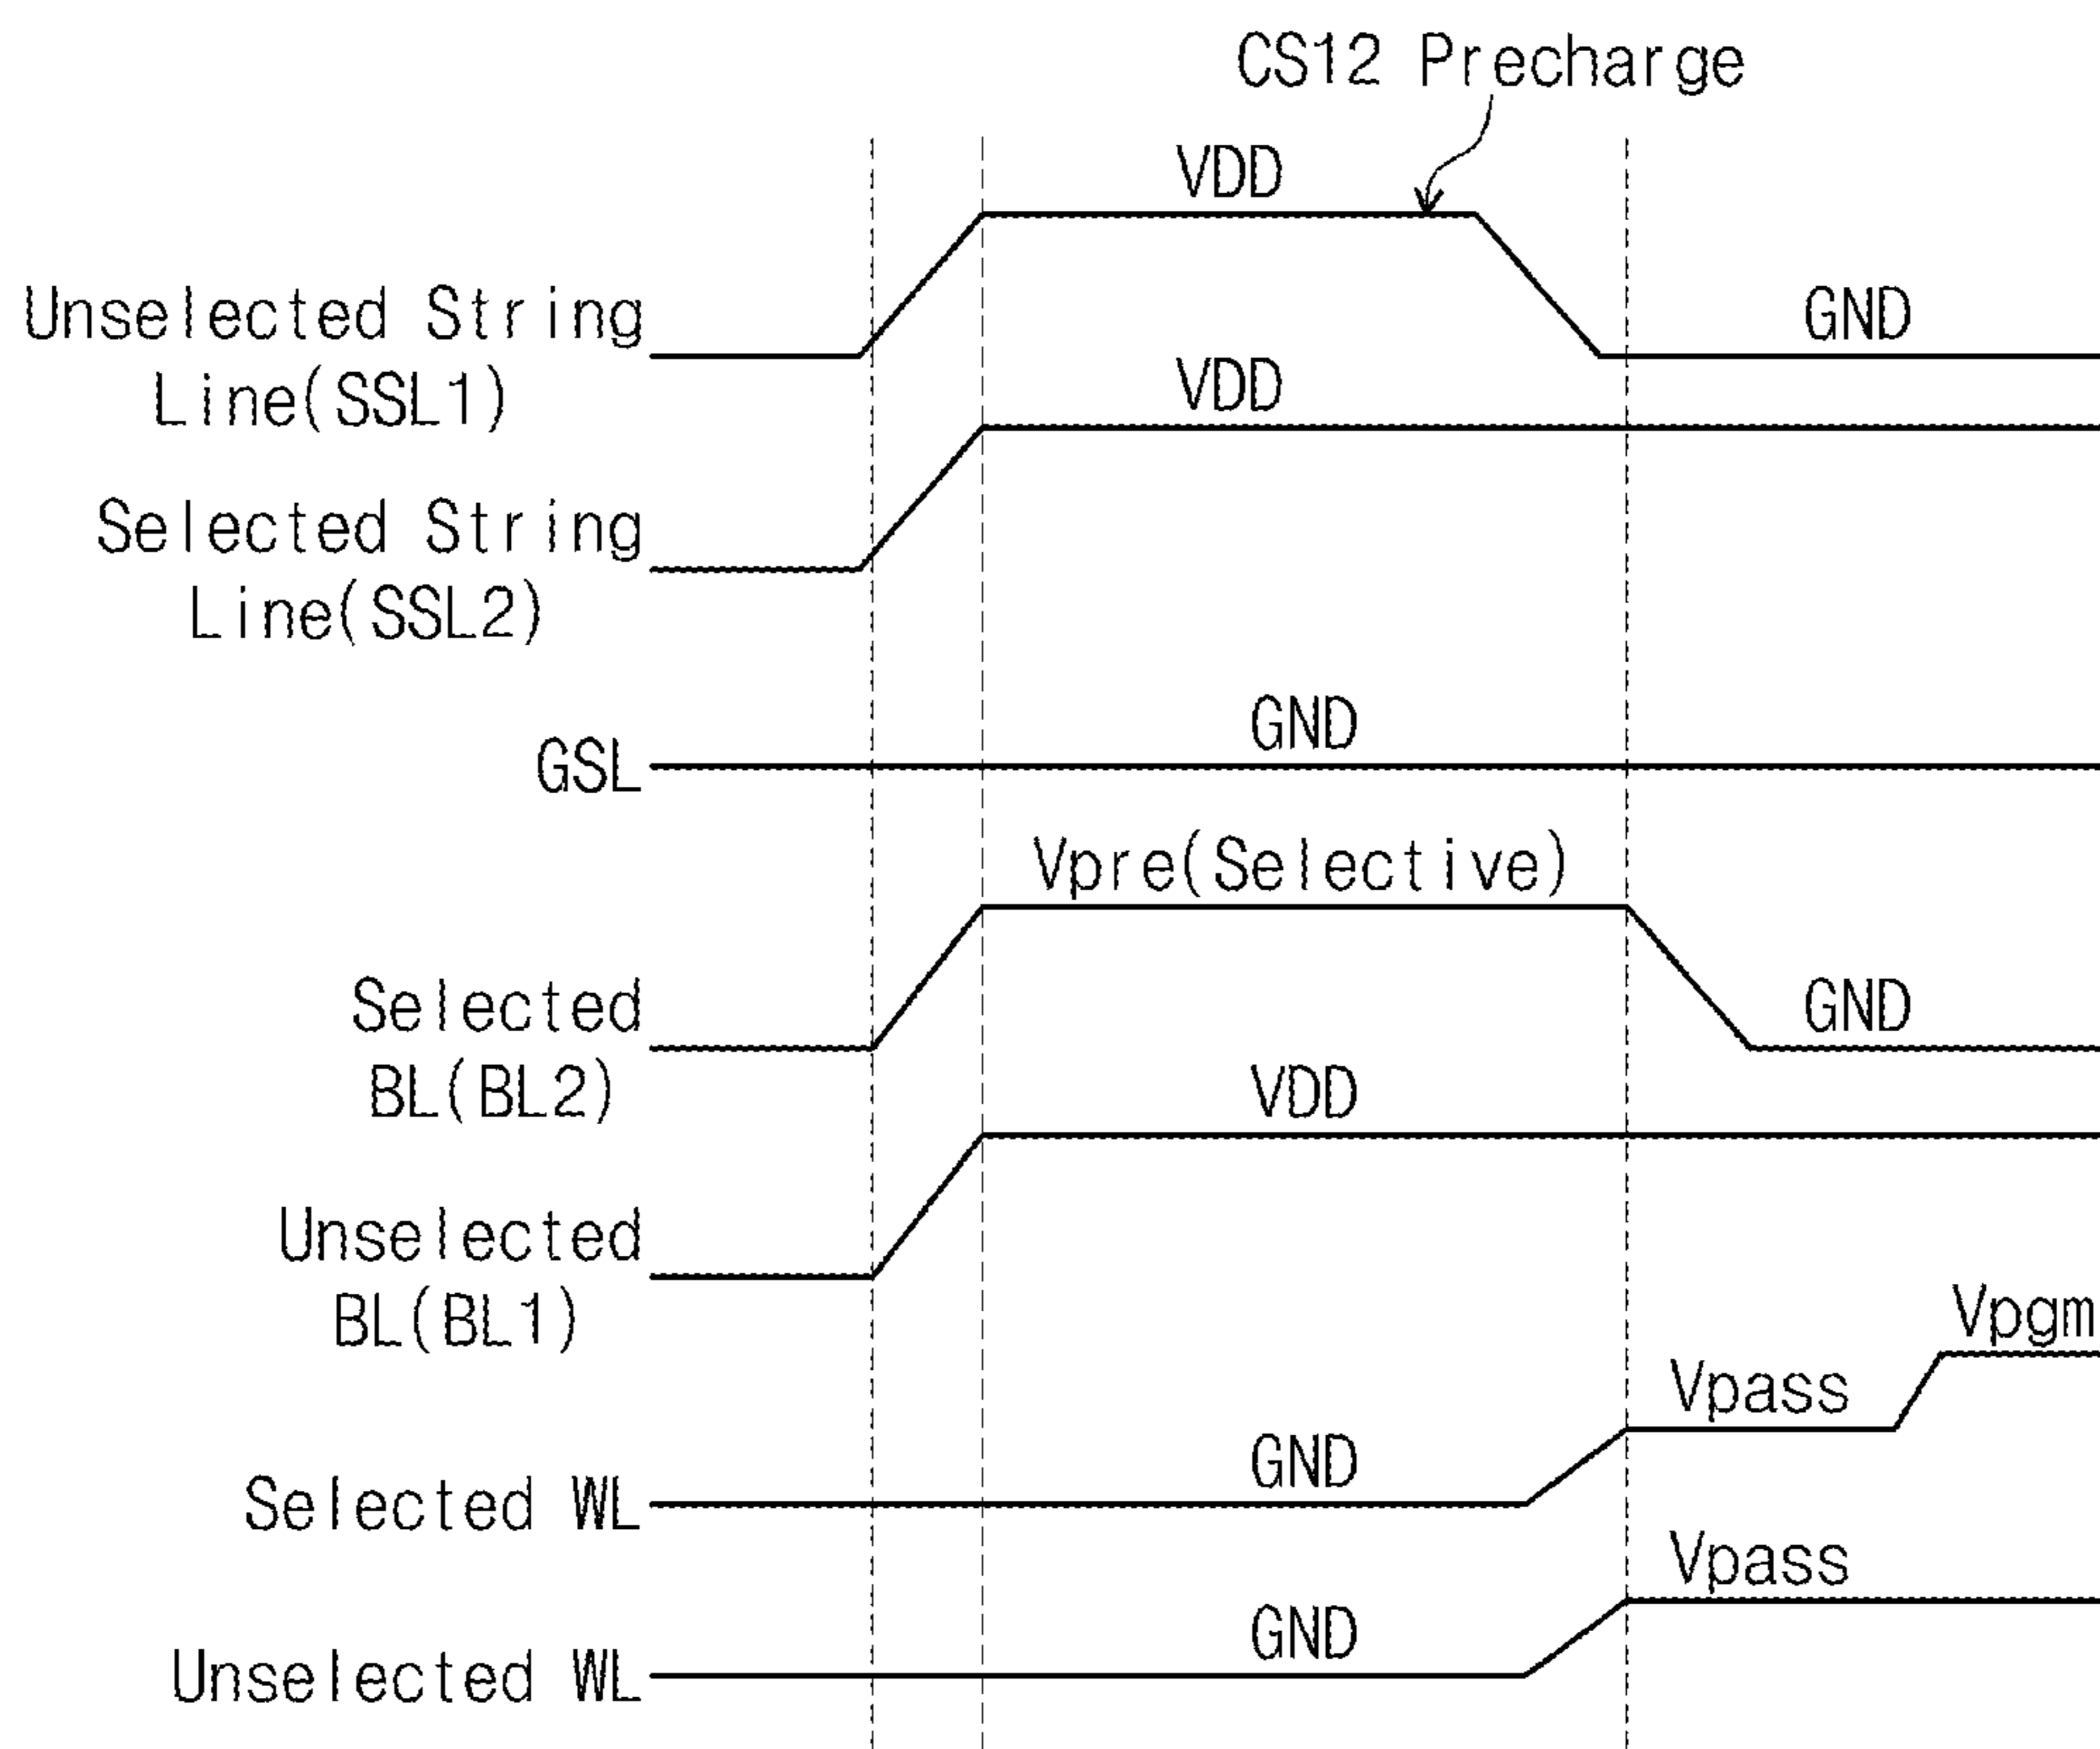 CS12 Precharge
VDD
Unselected String
Line(SSL1)
GND
VDD
Selected String
Line(SSL2)
GND
GSL
Vpre(Selective)
Selected
BL(BL2)
GND
VDD
Unselected
BL(BL1)
Vpgm
Vpass
GND
Selected WL
Vpass
GND
Unselected WL